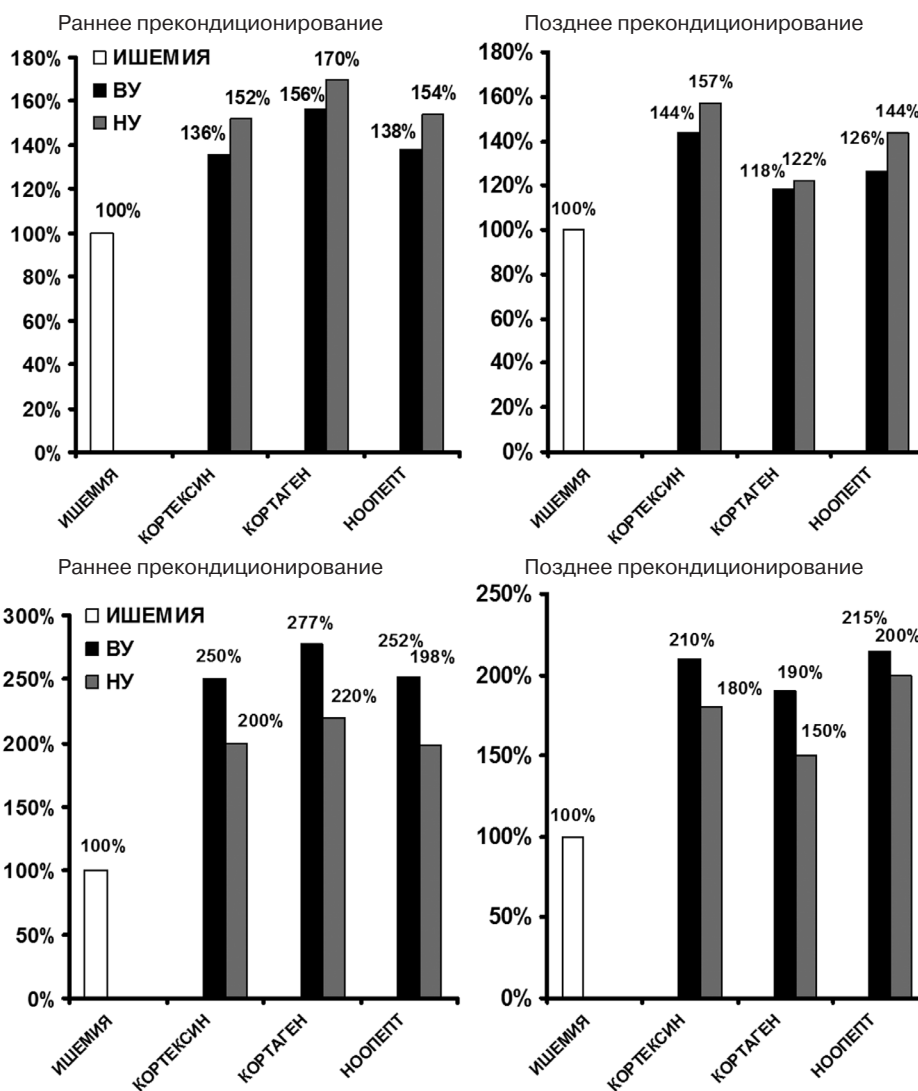 Раннее прекондиционирование
180%
160%
140%
120%
100%
80%
60%
40%
20%
0%
ИШЕМИЯ
ВУ
НУ
100%
136%
152%
156%
170%
138%
154%
ИШЕМИЯ
КОРТЕКСИН
КОРТАГЕН
НООПЕПТ
Позднее прекондиционирование
180%
160%
140%
120%
100%
80%
60%
40%
20%
0%
100%
144%
157%
118%
122%
126%
144%
ИШЕМИЯ
КОРТЕКСИН
КОРТАГЕН
НООПЕПТ
Раннее прекондиционирование
300%
250%
200%
150%
100%
50%
0%
ИШЕМИЯ
ВУ
НУ
100%
250%
200%
277%
220%
252%
198%
ИШЕМИЯ
КОРТЕКСИН
КОРТАГЕН
НООПЕПТ
Позднее прекондиционирование
250%
200%
150%
100%
50%
0%
100%
210%
180%
190%
150%
215%
200%
ИШЕМИЯ
КОРТЕКСИН
КОРТАГЕН
НООПЕПТ